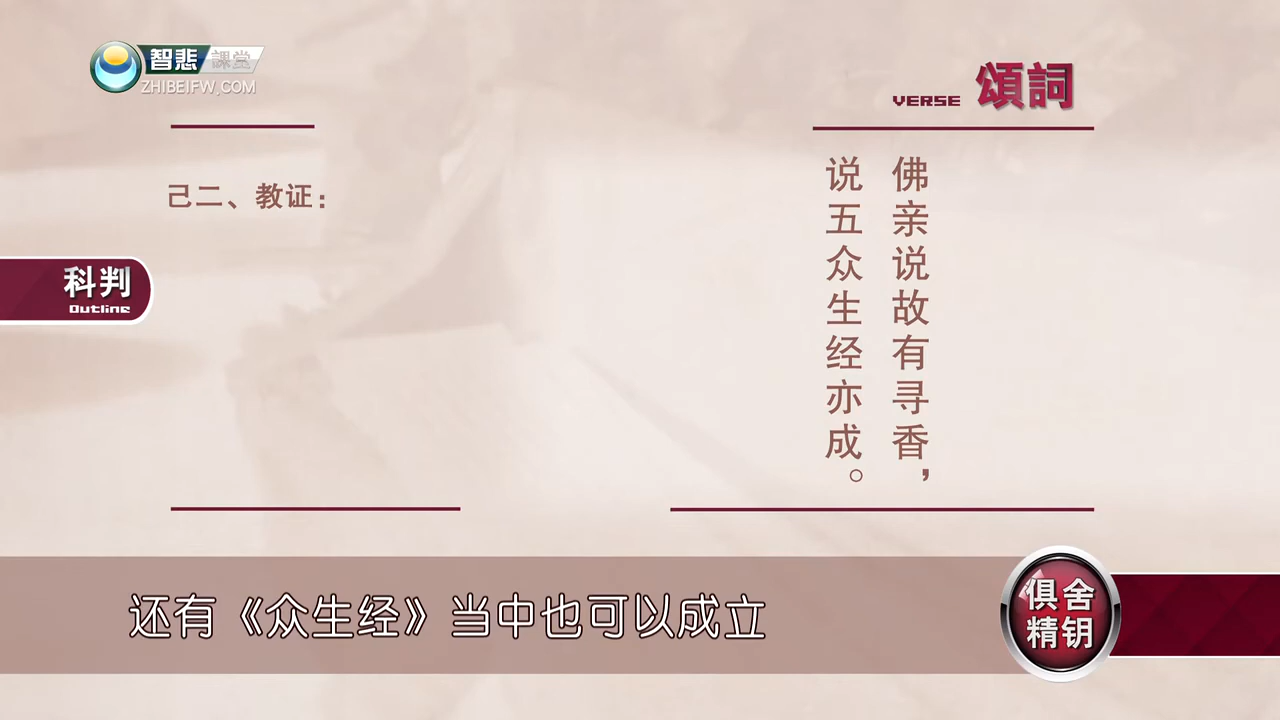 智悲課堂
ZHIBEIFW.COM
VERSE 頌詞
佛亲说故有寻香，
说五众生经亦成。
己二、教证：
科判
Outline
还有《众生经》当中也可以成立
俱舍
精钥